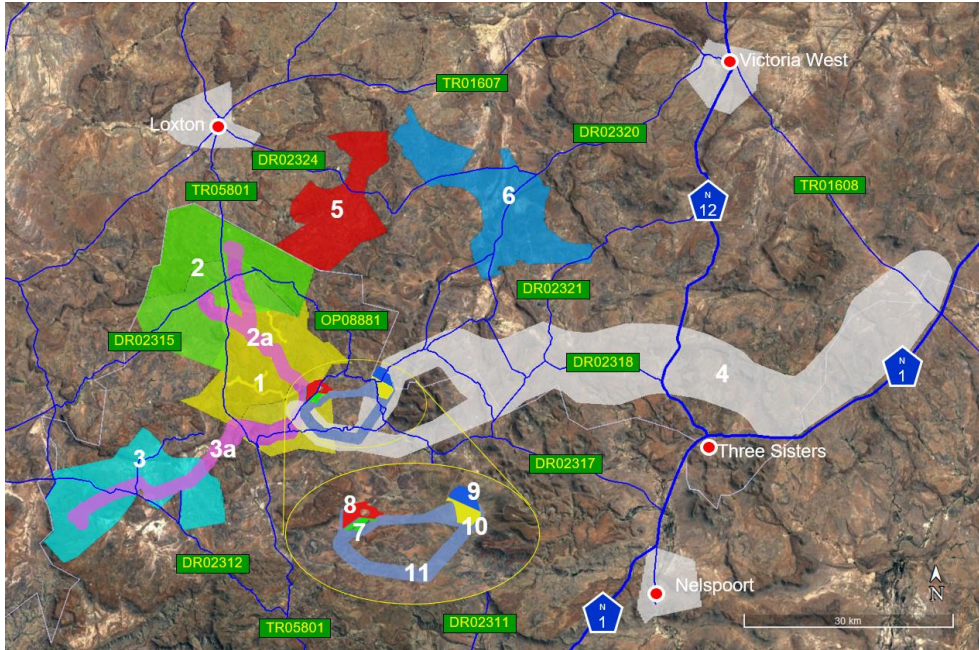 Victoria West
TR01607
Loxton
DR02320
DR02324
TR05801
TR01608
N
12
5
6
2
DR02321
OP08881
2a
DR02315
DR02318
1
4
N
1
3a
3
Three Sisters
DR02317
8
9
7
10
11
DR02312
Nelspoort
N
N
1
DR02311
TR05801
30 km